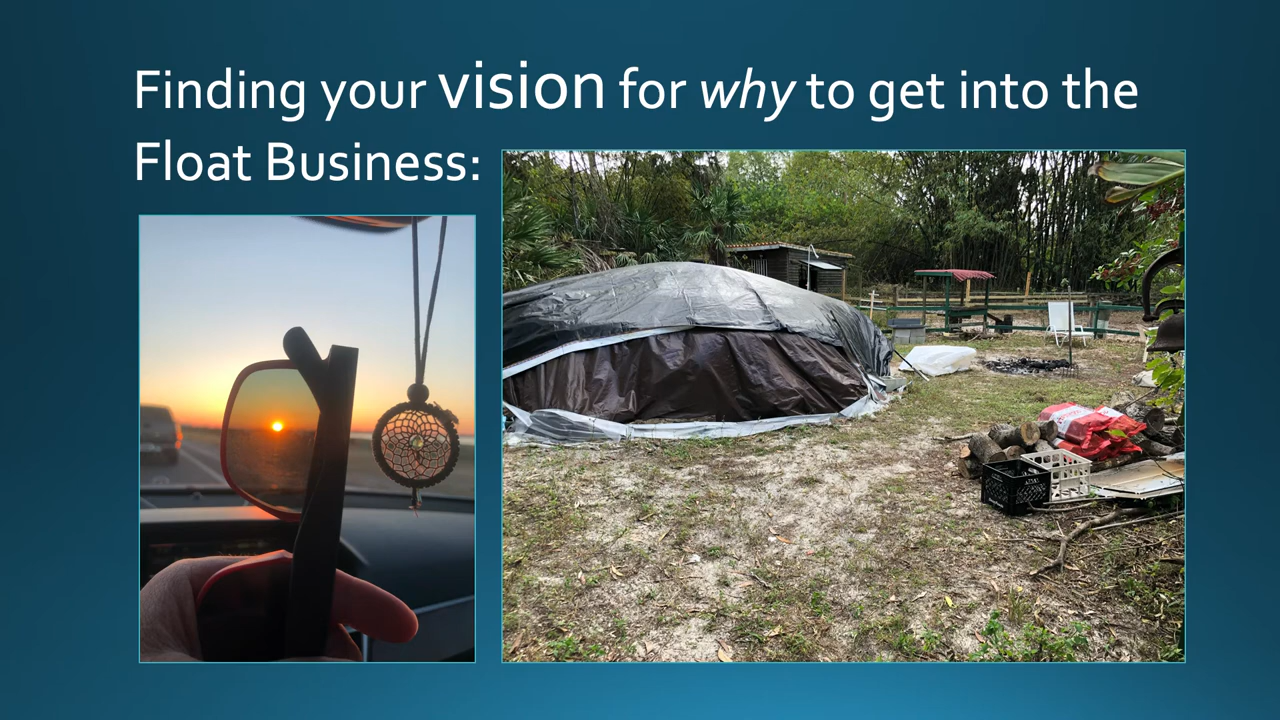 Finding your vision for why to get into the
Float Business: